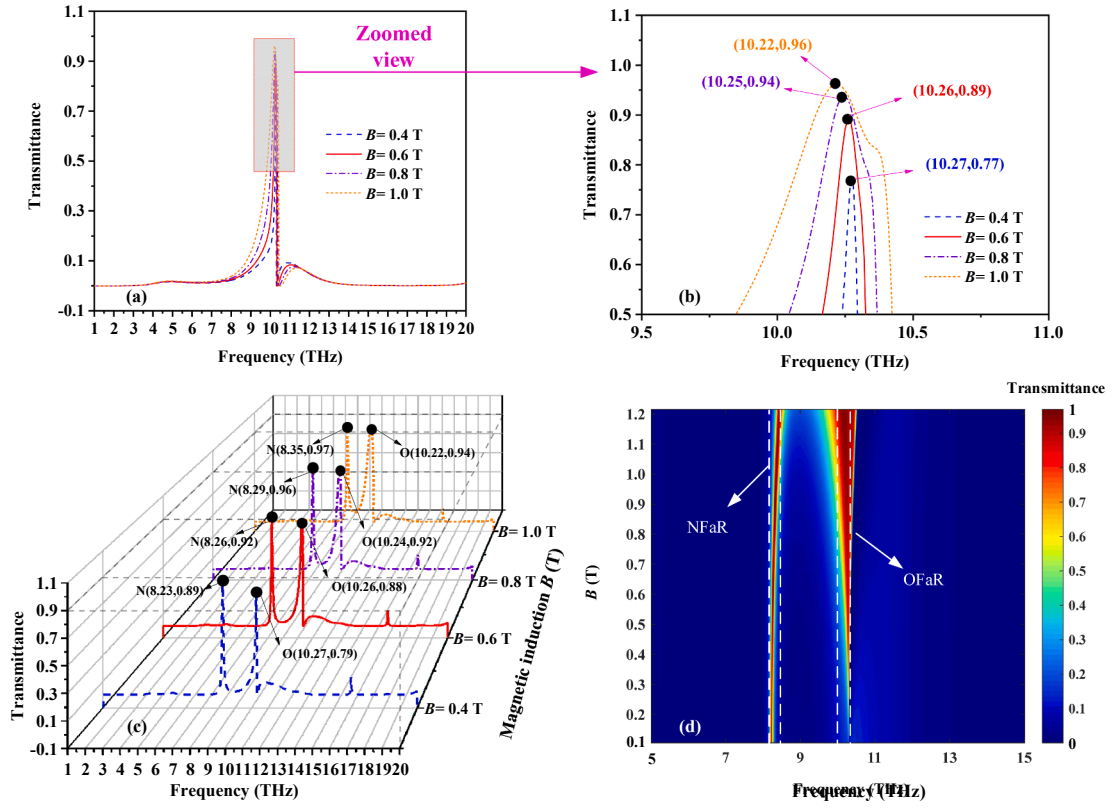 1.1
0.9
0.7
0.5
0.3
0.1
-0.1
Transmittance
Zoomed
view
B= 0.4 T
B= 0.6 T
B= 0.8 T
B= 1.0 T
(a)
1 2 3 4 5 6 7 8 9 10 11 12 13 14 15 16 17 18 19 20
Frequency (THz)
1.1
1.0
0.9
0.8
0.7
0.6
0.5
Transmittance
(10.22,0.96)
(10.25,0.94)
(10.26,0.89)
(10.27,0.77)
B= 0.4 T
B= 0.6 T
B= 0.8 T
B= 1.0 T
(b)
9.5 10.0 10.5 11.0
Frequency (THz)
N(8.35,0.97)
O(10.22,0.94)
N(8.29,0.96)
O(10.24,0.92)
N(8.26,0.92)
O(10.26,0.88)
N(8.23,0.89)
O(10.27,0.79)
B= 1.0 T
B= 0.8 T
B= 0.6 T
B= 0.4 T
Magnetic induction B (T)
1.1
0.9
0.7
0.5
0.3
0.1
-0.1
Transmittance
(c)
1 2 3 4 5 6 7 8 9 10 11 12 13 14 15 16 17 18 19 20
Frequency (THz)
Transmittance
1.2
1.0
0.9
0.8
0.7
0.6
0.5
0.4
0.3
0.2
0.1
B (T)
NFaR
OFaR
(d)
5 7 9 11 13 15
Frequency (THz)
Frequency (THz)
1
0.9
0.8
0.7
0.6
0.5
0.4
0.3
0.2
0.1
0